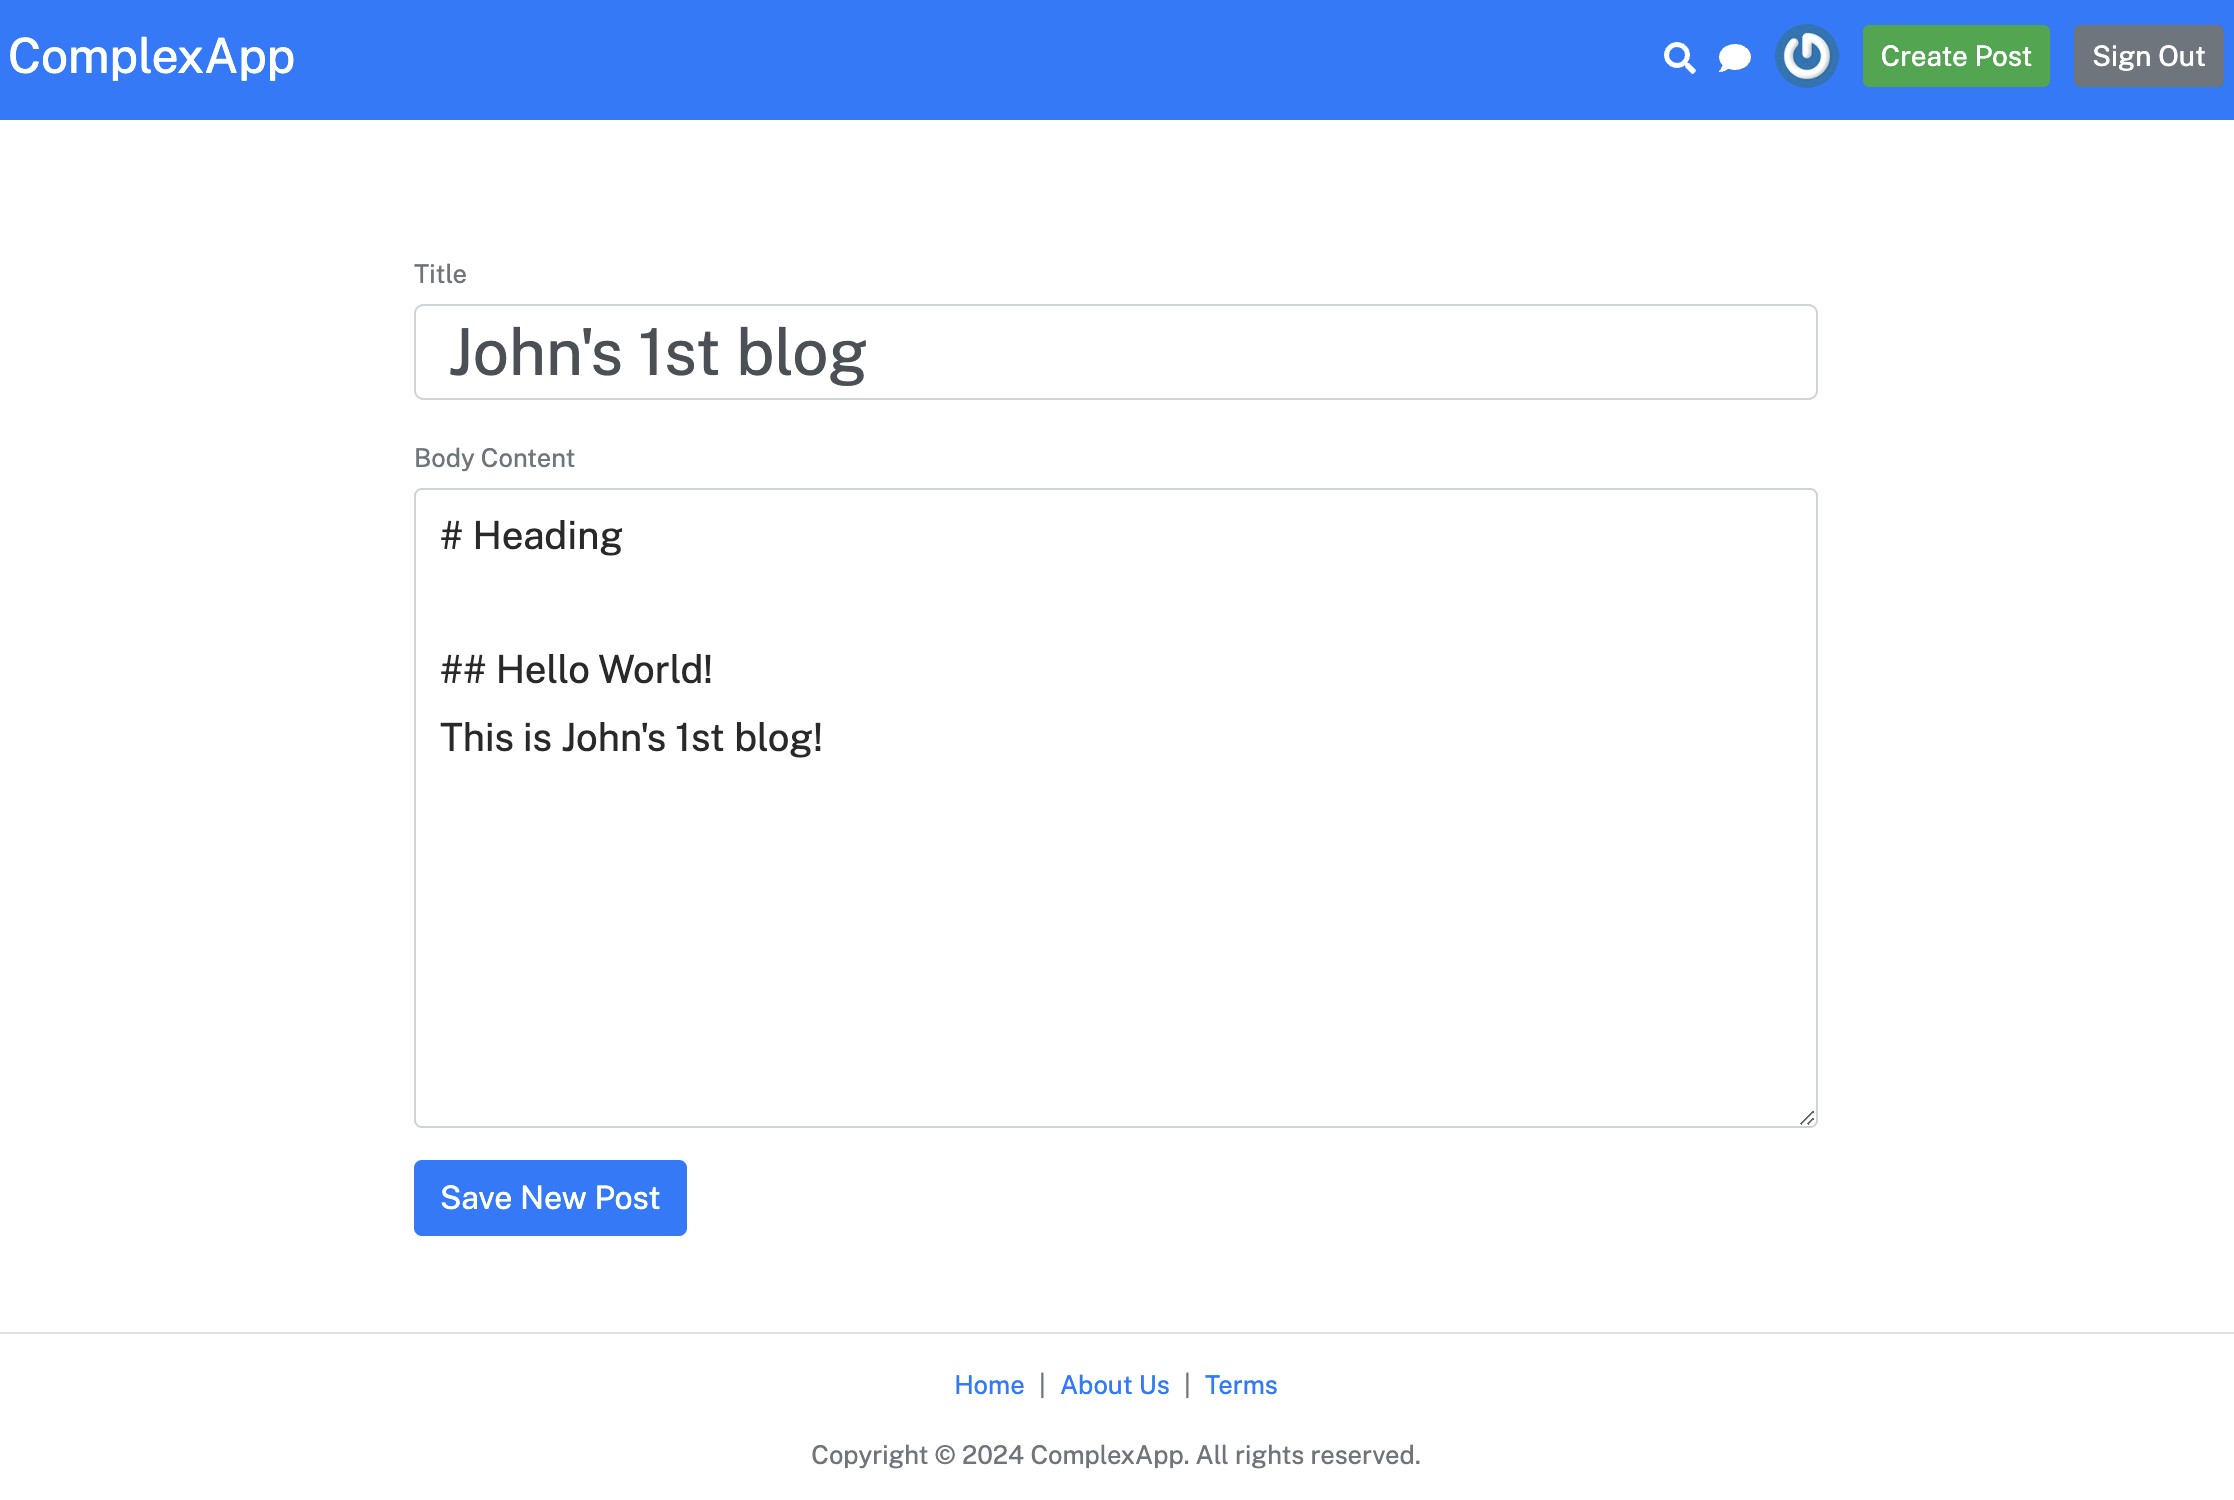 ComplexApp
Create Post
Sign Out
Title
John's 1st blog
Body Content
# Heading
## Hello World!
This is John's 1st blog!
Save New Post
Home | About Us | Terms
Copyright © 2024 ComplexApp. All rights reserved.